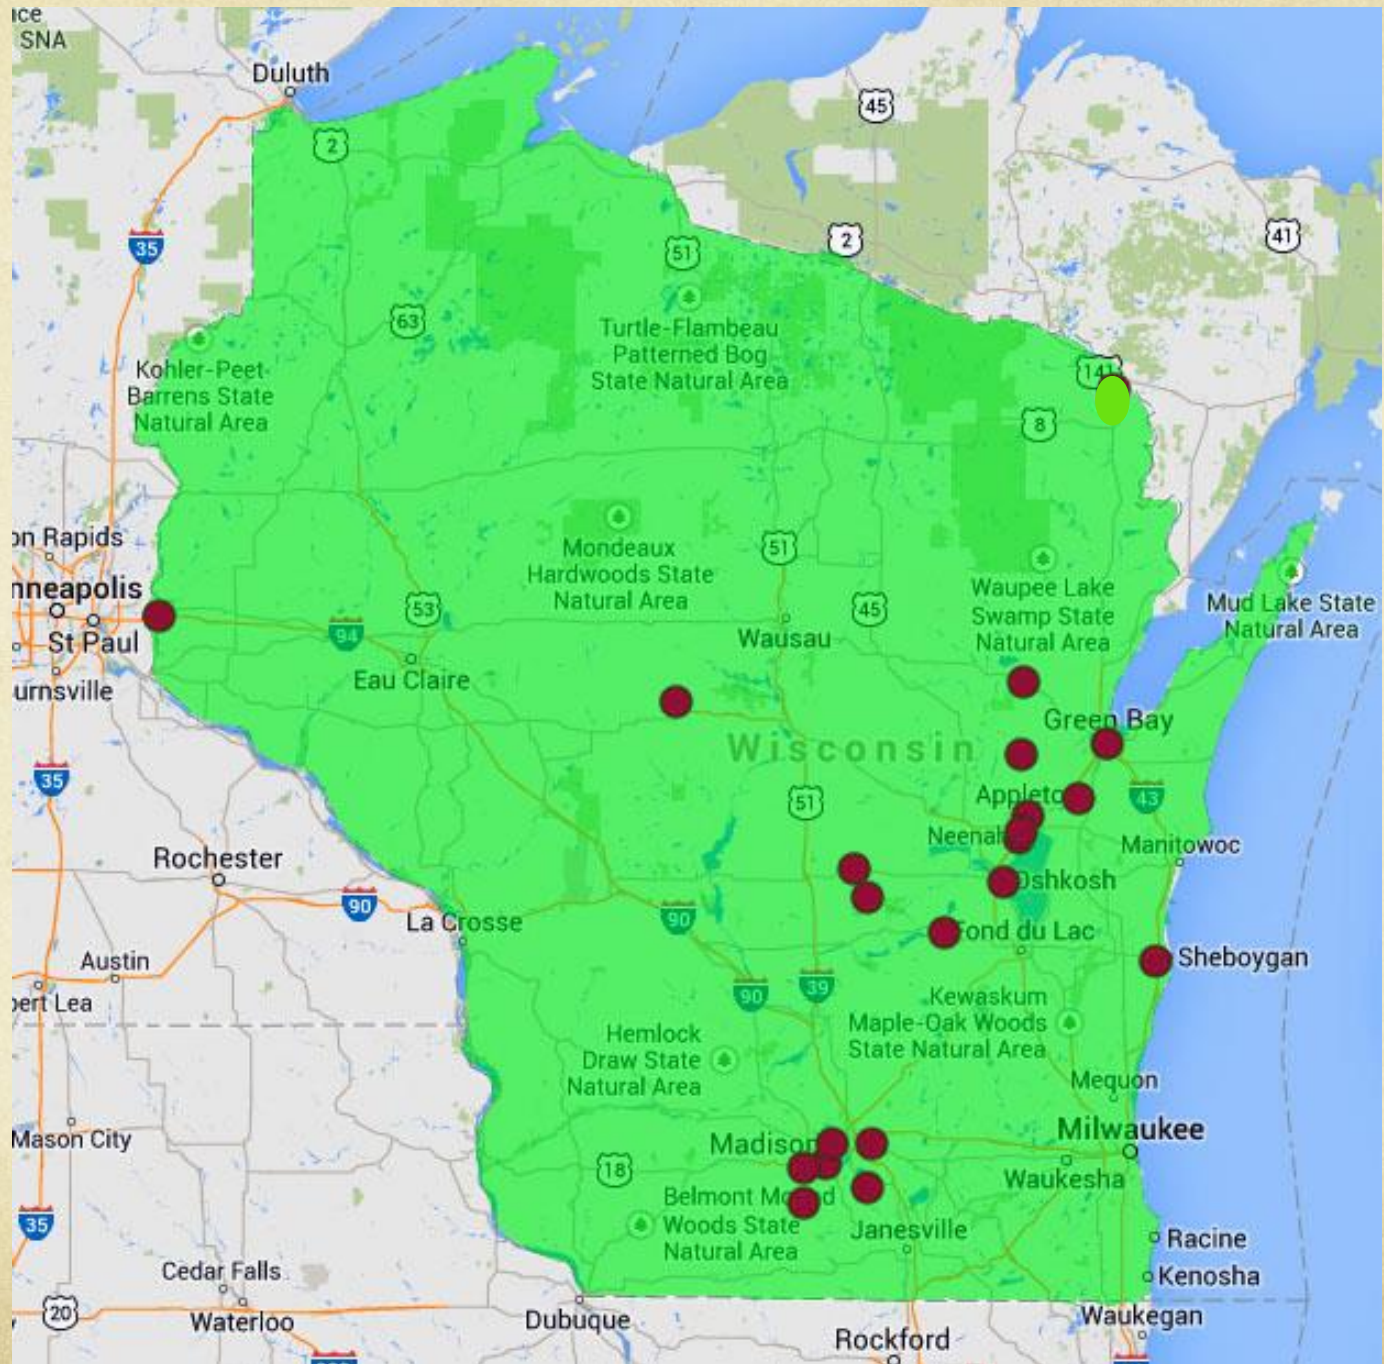 ice
SNA
Duluth
45
2
35
2
41
51
63
Turtle-Flambeau
Patterned Bog
State Natural Area
Kohler-Peet-
Barrens State
Natural Area
141
8
on Rapids
Mondeaux
Hardwoods State
Natural Area
51
Waupee Lake
Swamp State
Natural Area
nneapolis
53
45
Mud Lake State
Natural Area
St Paul
94
Wausau
Eau Claire
urnsville
Green Bay
Wisconsin
35
51
Appleto
43
Neenah
Manitowoc
Rochester
Oshkosh
90
La Crosse
90
Fond du Lac
Sheboygan
Austin
bert Lea
90
39
Kewaskum
Maple-Oak Woods
State Natural Area
Hemlock
Draw State
Natural Area
Mequon
Mason City
Madison
Milwaukee
18
Waukesha
Belmont Mo d
Woods State
Natural Area
35
Janesville
Racine
Kenosha
Cedar Falls
20
Waterloo
Dubuque
Waukegan
Rockford